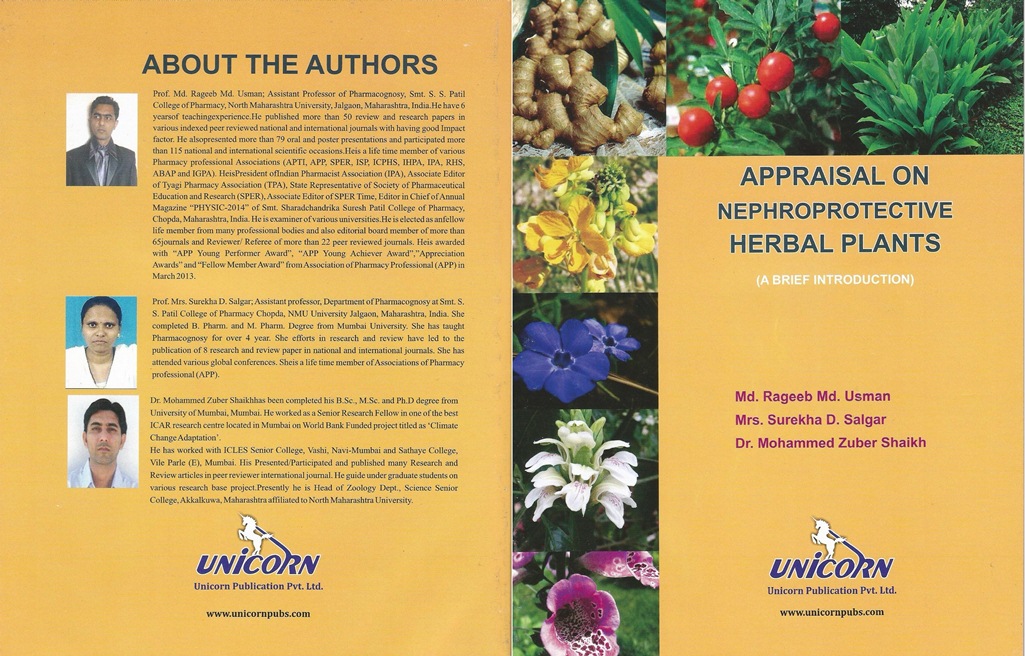 ABOUT THE AUTHORS
Prof. Md. Rageeb Md. Usman; Assistant Professor of Pharmacognosy, Smt. S. S. Patil
College of Pharmacy, North Maharashtra University, Jalgaon, Maharashtra, India.He have 6
yearsof teachingexperience.He published more than 50 review and research papers in
various indexed peer reviewed national and international journals with having good Impact
factor. He alsopresented more than 79 oral and poster presentations and participated more
than 115 national and international scientific occasions.Heis a life time member of various
Pharmacy professional Associations (APTI, APP, SPER, ISP, ICPHS, IHPA, IPA, RHS,
ABAP and IGPA). HeisPresident ofIndian Pharmacist Association (IPA), Associate Editor
of Tyagi Pharmacy Association (TPA), State Representative of Society of Pharmaceutical
Education and Research (SPER), Associate Editor of SPER Time, Editor in Chief of Annual
Magazine “PHYSIC-2014” of Smt. Sharadchandrika Suresh Patil College of Pharmacy,
Chopda, Maharashtra, India. He is examiner of various universities.He is elected as anfellow
life member from many professional bodies and also editorial board member of more than
65journals and Reviewer/ Referee of more than 22 peer reviewed journals. Heis awarded
with “APP Young Performer Award”, “APP Young Achiever Award”,”Appreciation
Awards” and “Fellow Member Award” from Association of Pharmacy Professional (APP) in
March 2013.
Prof. Mrs. Surekha D. Salgar; Assistant professor, Department of Pharmacognosy at Smt. S.
S. Patil College of Pharmacy Chopda, NMU University Jalgaon, Maharashtra, India. She
completed B. Pharm. and M. Pharm. Degree from Mumbai University. She has taught
Pharmacognosy for over 4 year. She efforts in research and review have led to the
publication of 8 research and review paper in national and international journals. She has
attended various global conferences. Sheis a life time member of Associations of Pharmacy
professional (APP).
Dr. Mohammed Zuber Shaikhhas been completed his B.Sc., M.Sc. and Ph.D degree from
University of Mumbai, Mumbai. He worked as a Senior Research Fellow in one of the best
ICAR research centre located in Mumbai on World Bank Funded project titled as ‘Climate
Change Adaptation’.
He has worked with ICLES Senior College, Vashi, Navi-Mumbai and Sathaye College,
Vile Parle (E), Mumbai. His Presented/Participated and published many Research and
Review articles in peer reviewer international journal. He guide under graduate students on
various research base project.Presently he is Head of Zoology Dept., Science Senior
College, Akkalkuwa, Maharashtra affiliated to North Maharashtra University.
UNICORN
Unicorn Publication Pvt. Ltd.
www.unicornpubs.com
APPRAISAL ON
NEPHROPROTECTIVE
HERBAL PLANTS
(A BRIEF INTRODUCTION)
Md. Rageeb Md. Usman
Mrs. Surekha D. Salgar
Dr. Mohammed Zuber Shaikh
UNICORN
Unicorn Publication Pvt. Ltd.
www.unicornpubs.com